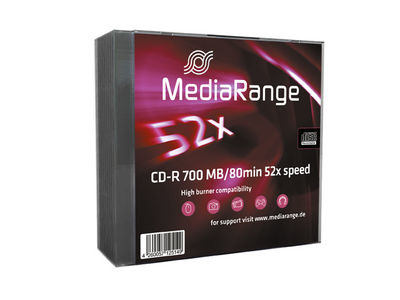 MediaRange
52x
CD-R 700 MB/80min 52x speed
High burner compatibility
for support visit www.mediarange.de